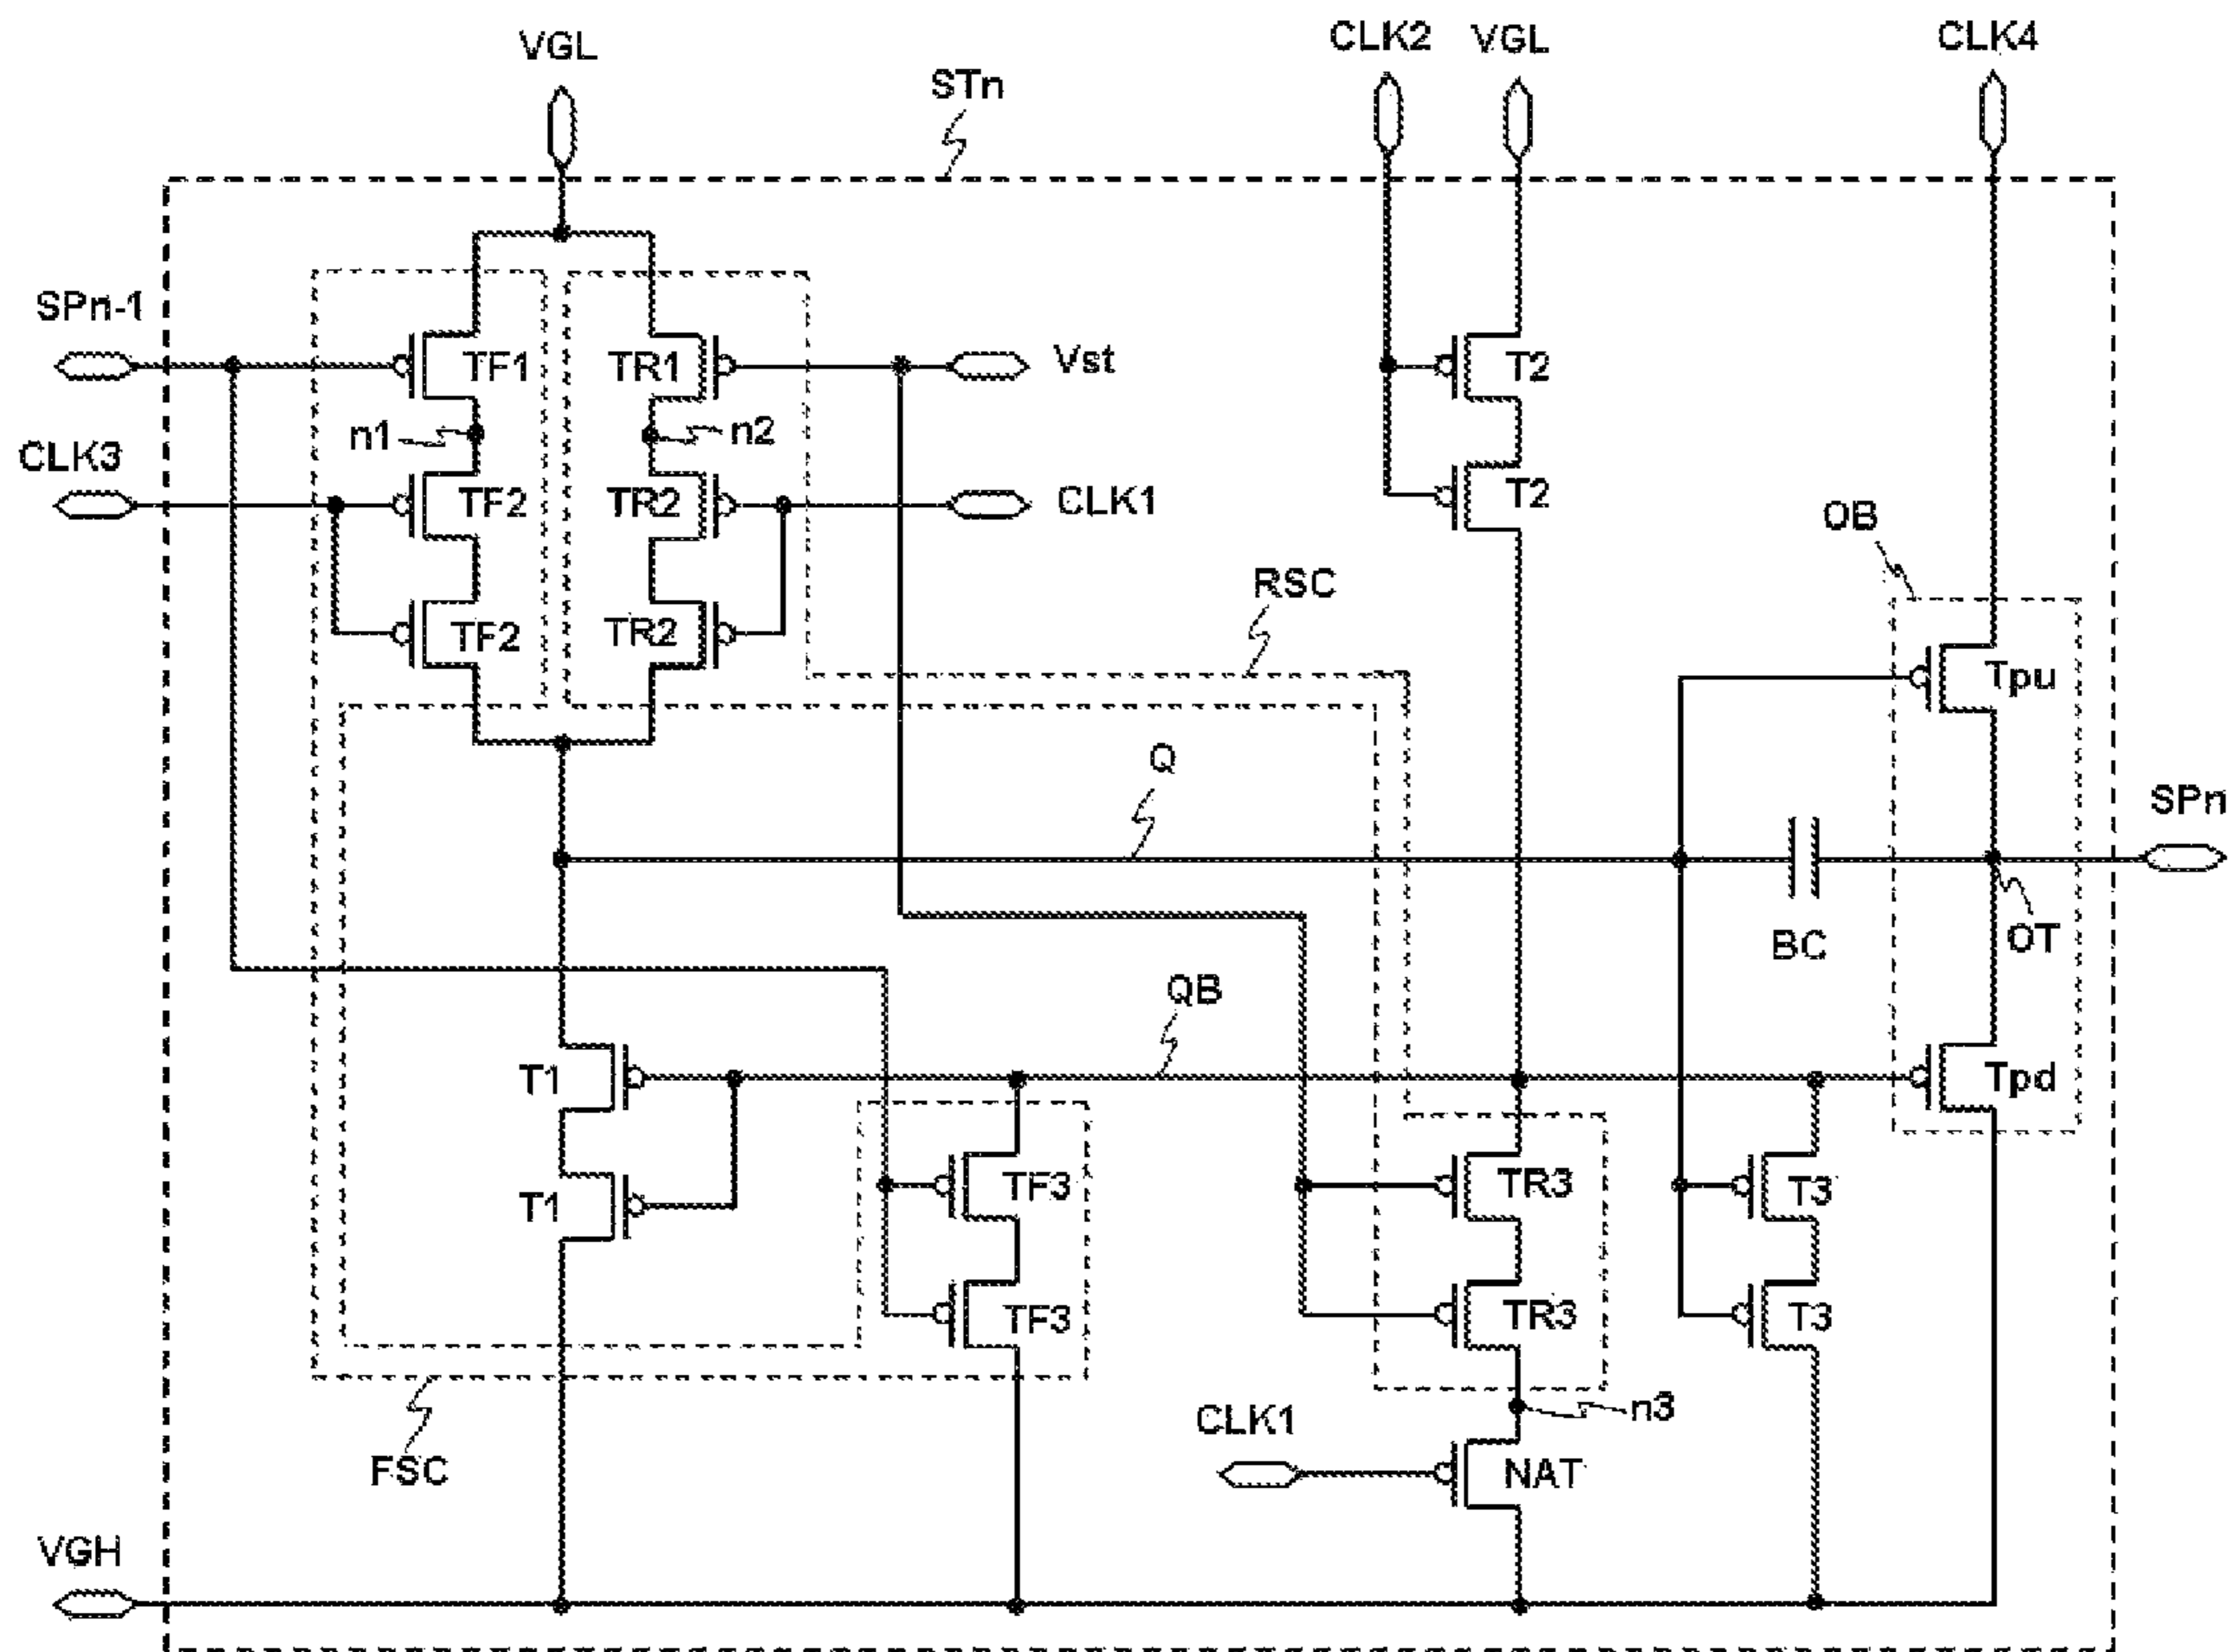 VGL
STn
CLK2
VGL
CLK4
SPn-1
TF1
TR1
Vst
T2
n1
n2
CLK3
TF2
TR2
CLK1
T2
OB
RSC
TF2
TR2
Tpu
Q
SPn
BC
OT
QB
T1
Tpd
T1
TF3
TR3
T3
TF3
TR3
T3
n3
CLK1
FSC
NAT
VGH